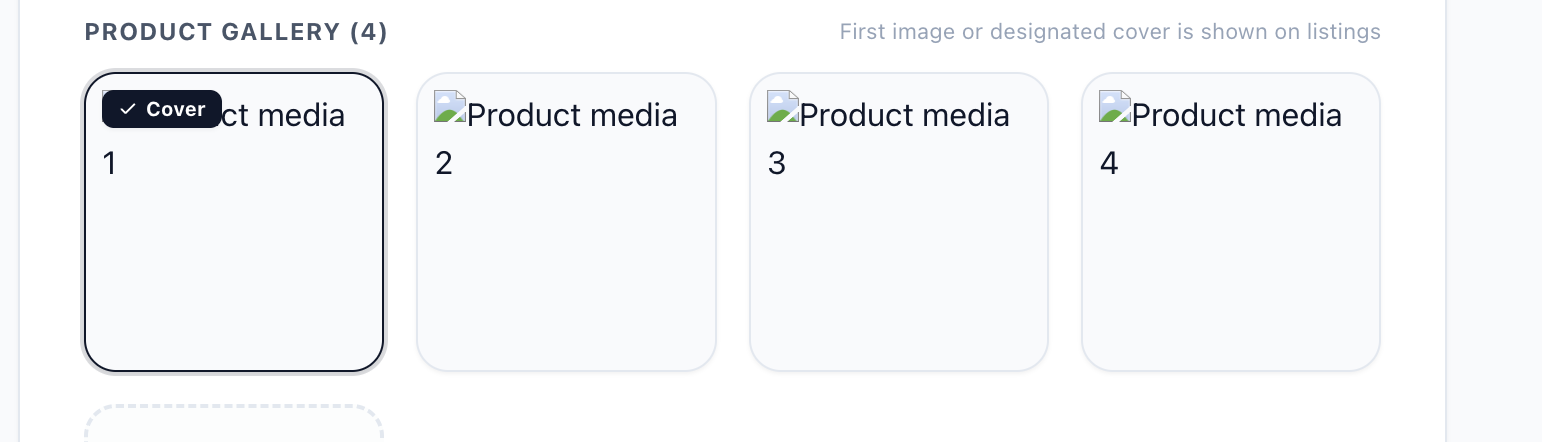 PRODUCT GALLERY (4)
First image or designated cover is shown on listings
Cover
ct media
1
Product media
2
Product media
3
Product media
4